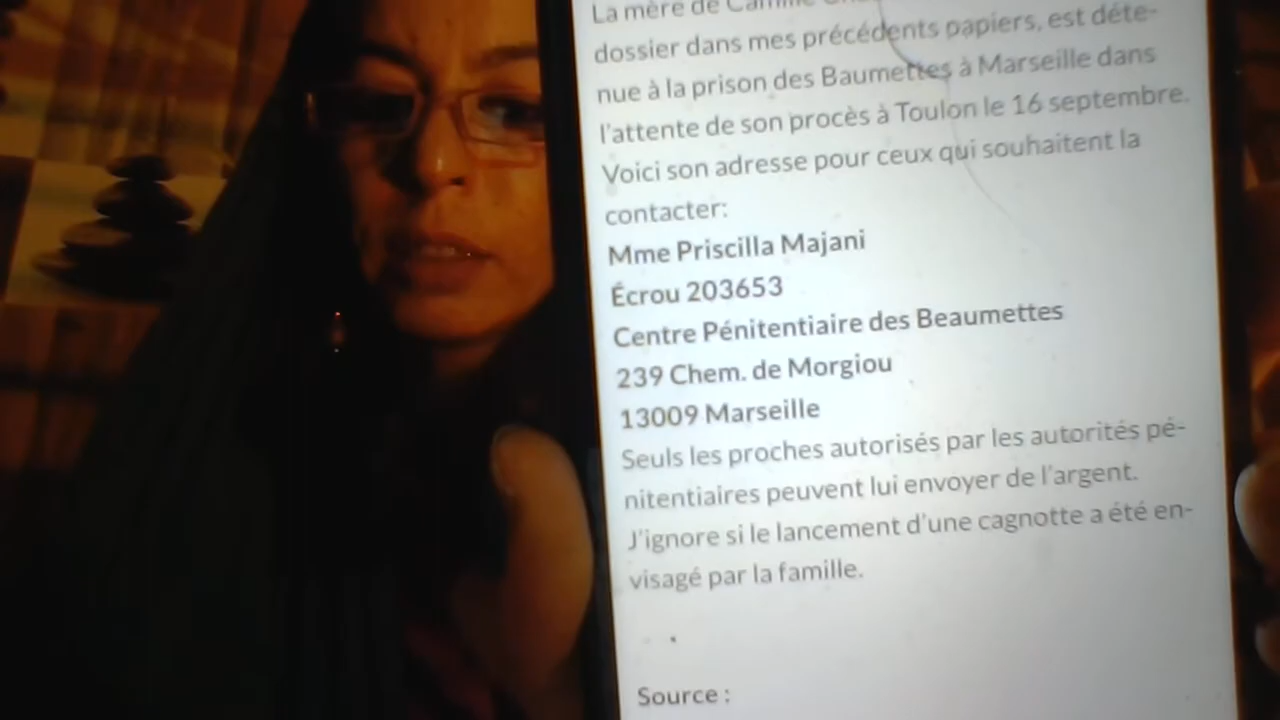 La mère de Camille
dossier dans mes précédents papiers, est déte-
nue à la prison des Baumettes à Marseille dans
l'attente de son procès à Toulon le 16 septembre.
Voici son adresse pour ceux qui souhaitent la
contacter:
Mme Priscilla Majani
Écrou 203653
Centre Pénitentiaire des Beaumettes
239 Chem. de Morgiou
13009 Marseille
Seuls les proches autorisés par les autorités pé-
nitentiaires peuvent lui envoyer de l'argent.
J'ignore si le lancement d'une cagnotte a été en-
visagé par la famille.
Source :